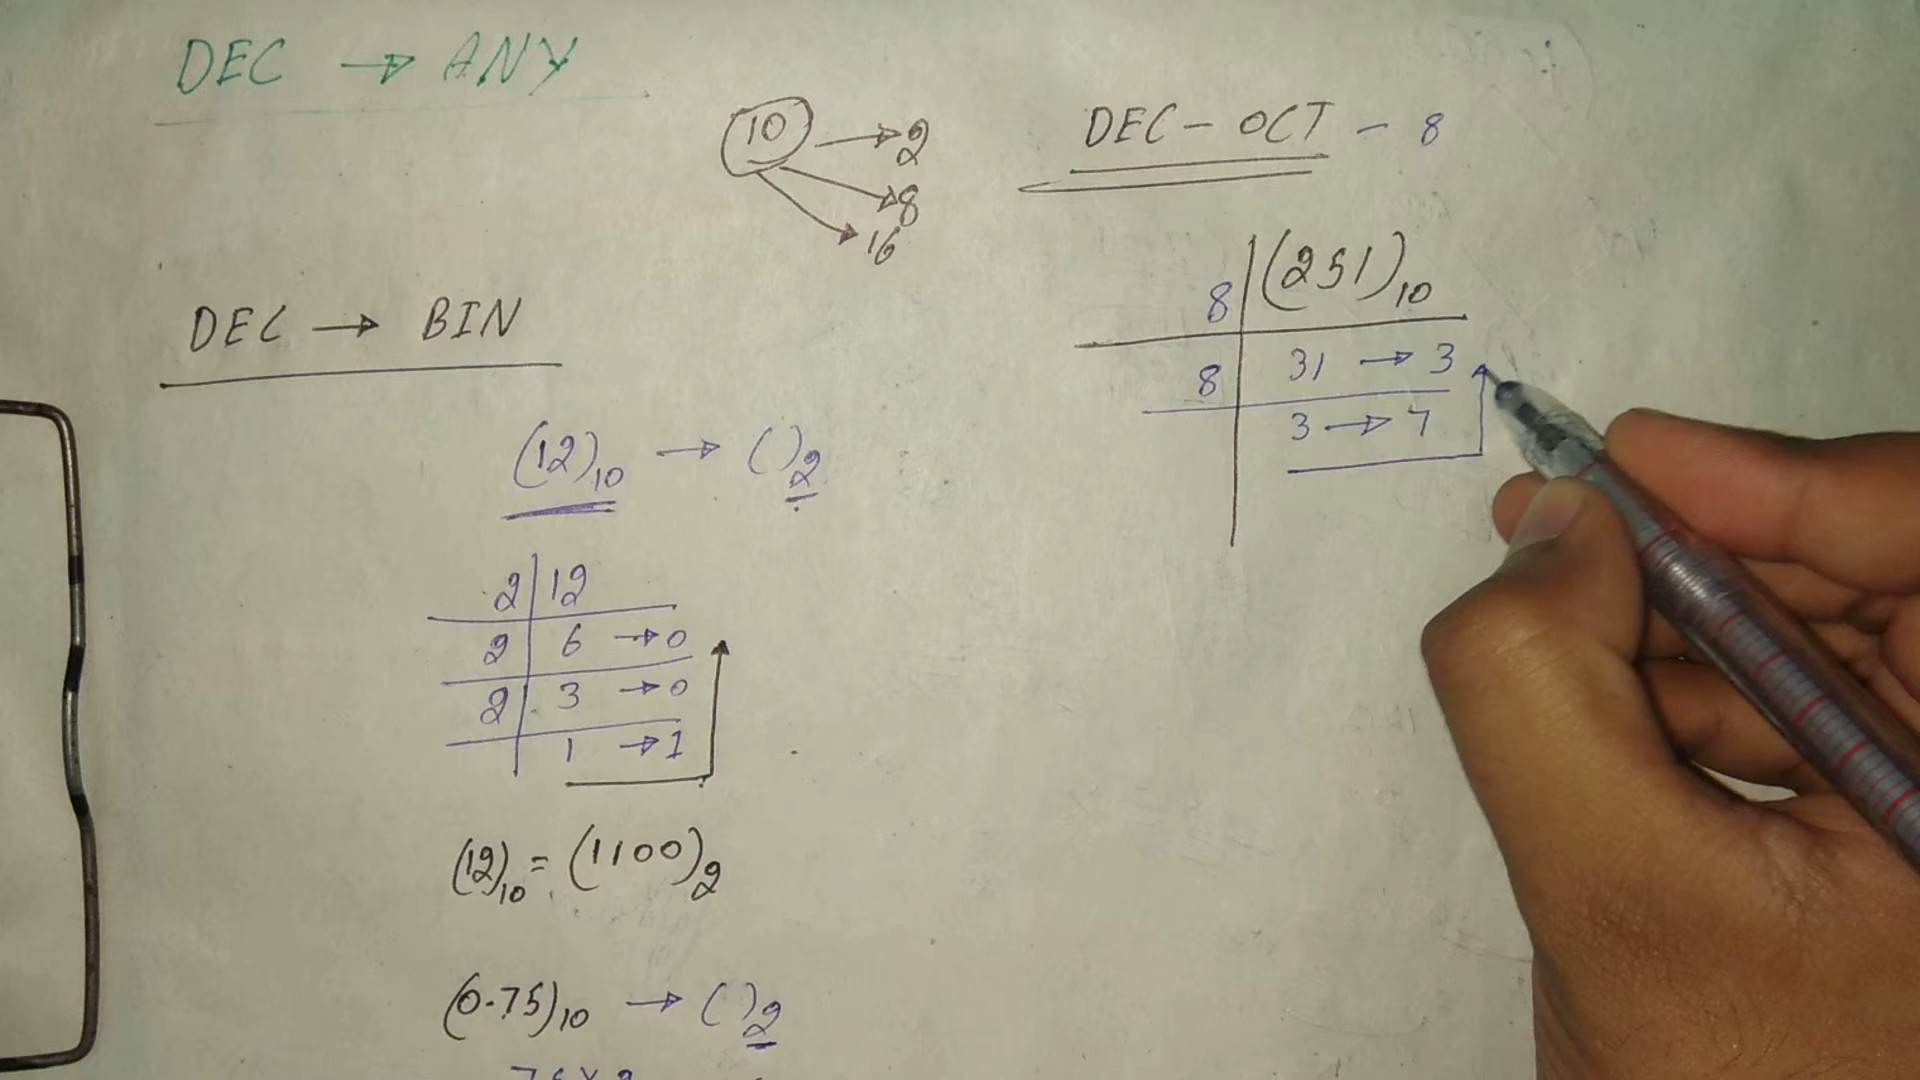 DEC → ANY
10 → 2
→ 8
→ 16
DEC → BIN
(12)10 → ( )2
2 | 12
2 | 6 → 0
2 | 3 → 0
1 → 1
(12)10 = (1100)2
(0.75)10 → ( )2
DEC - OCT - 8
8 | (251)10
8 | 31 → 3
3 → 7